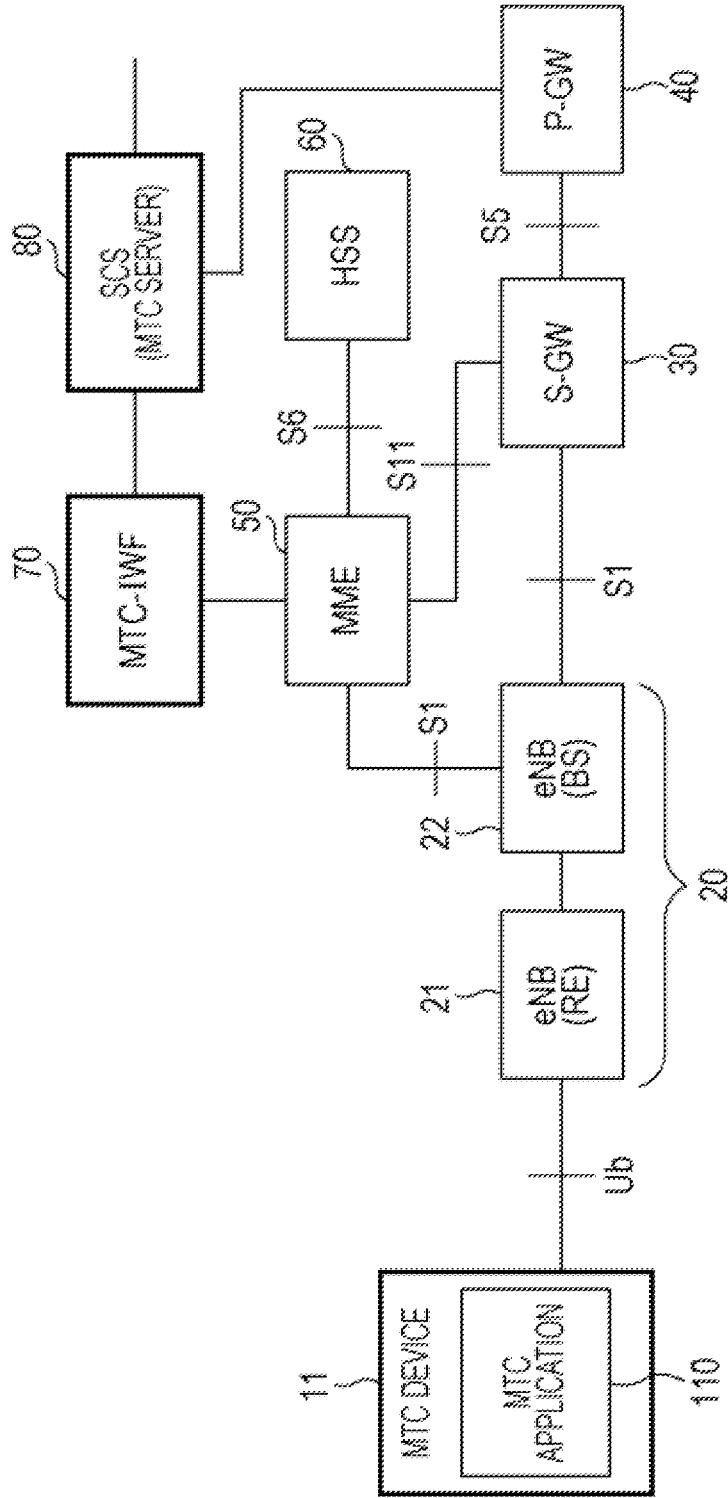 70
MTC-IWF
80
SCS
(MTC SERVER)
50
MME
S6
60
HSS
S11
S1
11
MTC DEVICE
MTC
APPLICATION
110
Ub
21
eNB
(RE)
22
eNB
(BS)
20
S1
S-GW
30
S5
P-GW
40